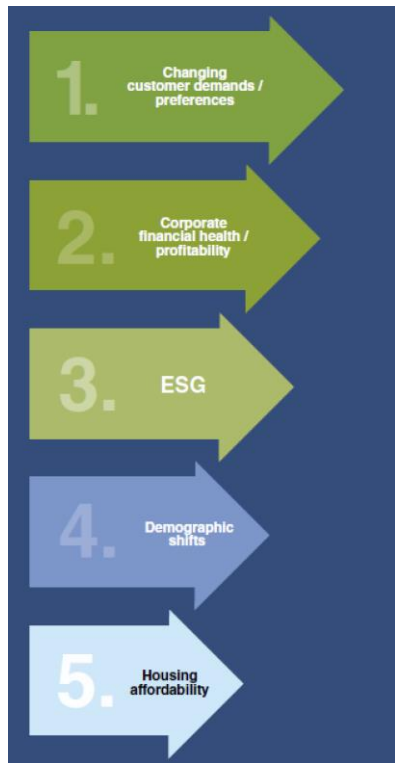 1.
Changing
customer demands /
preferences
2.
Corporate
financial health /
profitability
3.
ESG
4.
Demographic
shifts
5.
Housing
affordability